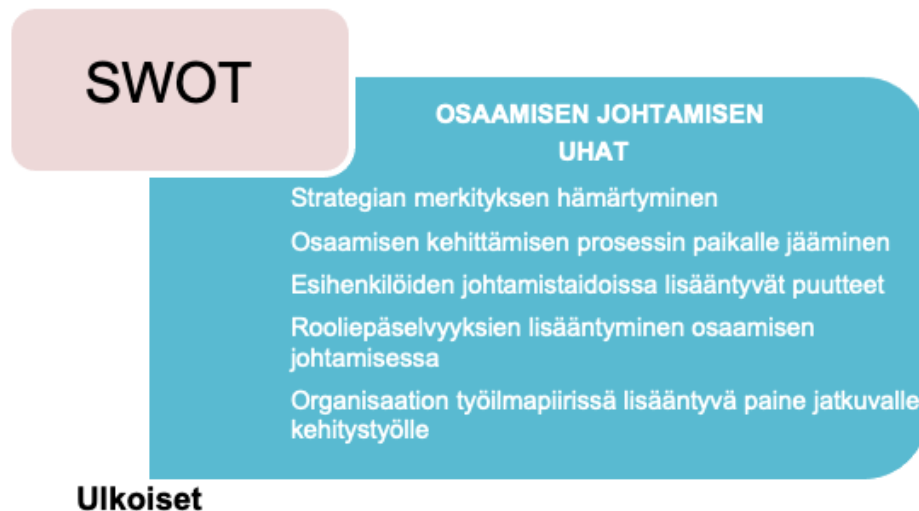 SWOT
OSAAMISEN JOHTAMISEN
UHAT
Strategian merkityksen hämärtyminen
Osaamisen kehittämisen prosessin paikalle jääminen
Esihenkilöiden johtamistaidoissa lisääntyvät puutteet
Rooliepäselvyyksien lisääntyminen osaamisen
johtamisessa
Organisaation työilmapiirissä lisääntyvä paine jatkuvalle
kehitystyölle
Ulkoiset